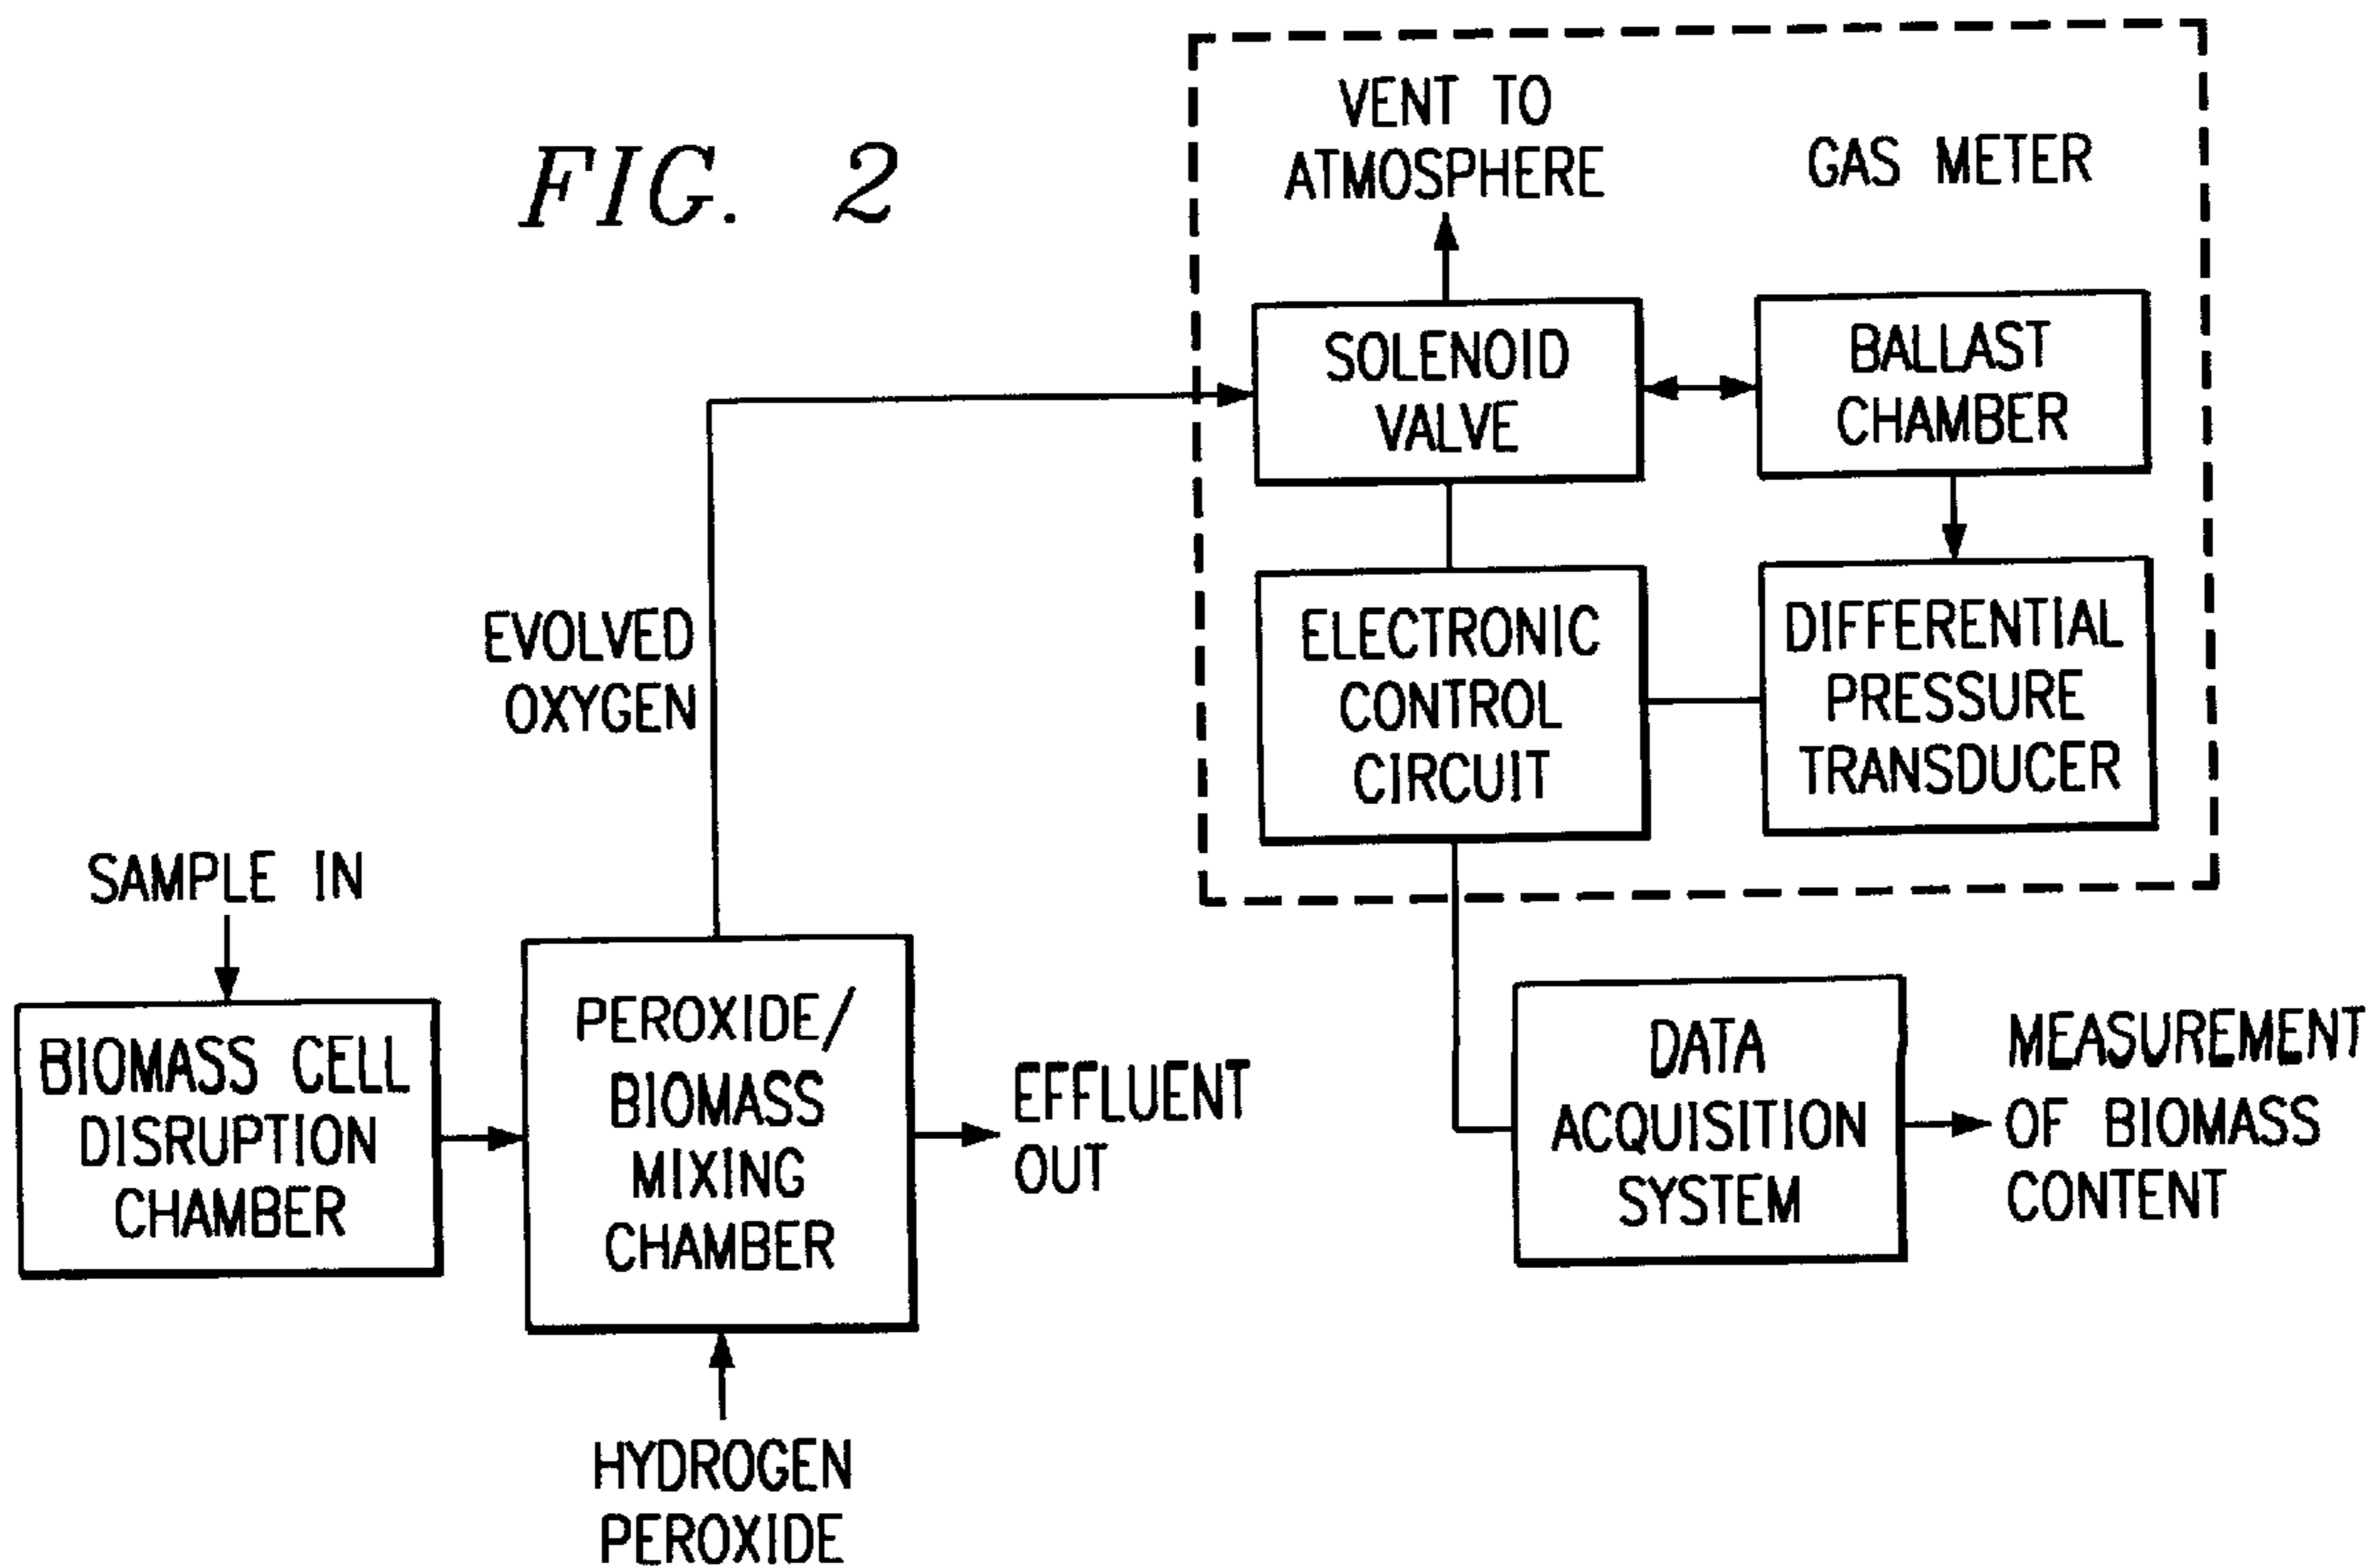 FIG. 2
VENT TO
ATMOSPHERE
GAS METER
SOLENOID
VALVE
BALLAST
CHAMBER
EVOLVED
OXYGEN
ELECTRONIC
CONTROL
CIRCUIT
DIFFERENTIAL
PRESSURE
TRANSDUCER
SAMPLE IN
BIOMASS CELL
DISRUPTION
CHAMBER
PEROXIDE/
BIOMASS
MIXING
CHAMBER
EFFLUENT
OUT
DATA
ACQUISITION
SYSTEM
MEASUREMENT
OF BIOMASS
CONTENT
HYDROGEN
PEROXIDE